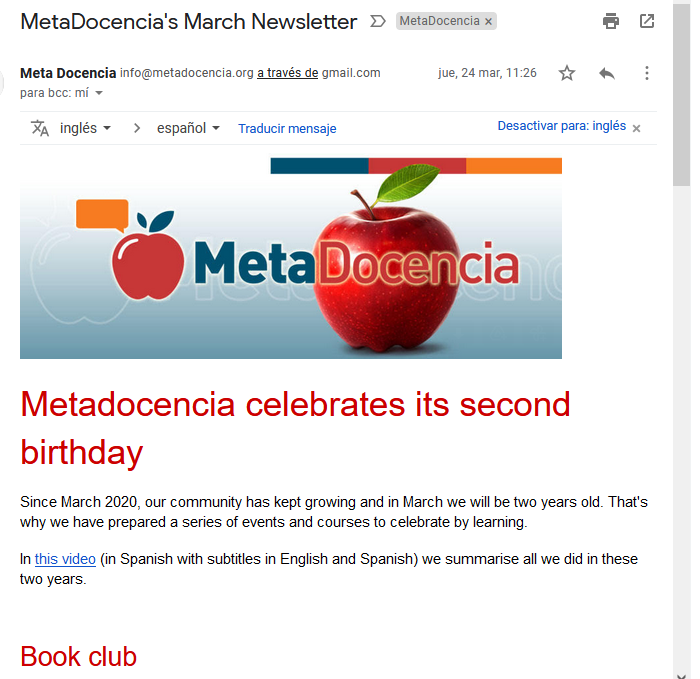 MetaDocencia's March Newsletter MetaDocencia ×
Meta Docencia info@metadocencia.org a través de gmail.com jue, 24 mar, 11:26
para bcc: mí
inglés > español Traducir mensaje Desactivar para: inglés ×
MetaDocencia
Metadocencia celebrates its second
birthday
Since March 2020, our community has kept growing and in March we will be two years old. That's
why we have prepared a series of events and courses to celebrate by learning.
In this video (in Spanish with subtitles in English and Spanish) we summarise all we did in these
two years.
Book club